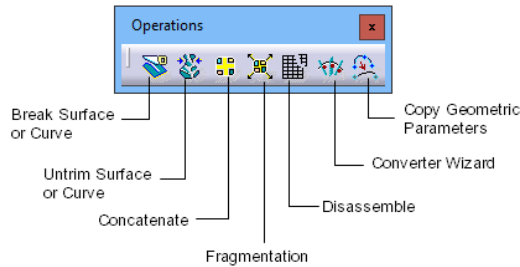 Operations
x
Break Surface
or Curve
Untrim Surface
or Curve
Concatenate
Fragmentation
Disassemble
Converter Wizard
Copy Geometric
Parameters